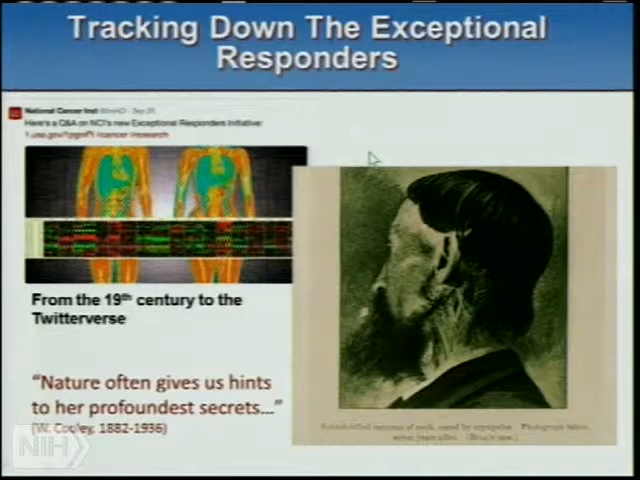 Tracking Down The Exceptional
Responders
National Cancer Inst
Here's a Q&A on NCI's new Exceptional Responders Initiative:
From the 19th century to the
Twitterverse
"Nature often gives us hints
to her profoundest secrets..."
(W. Cooley, 1882-1936)
NIH